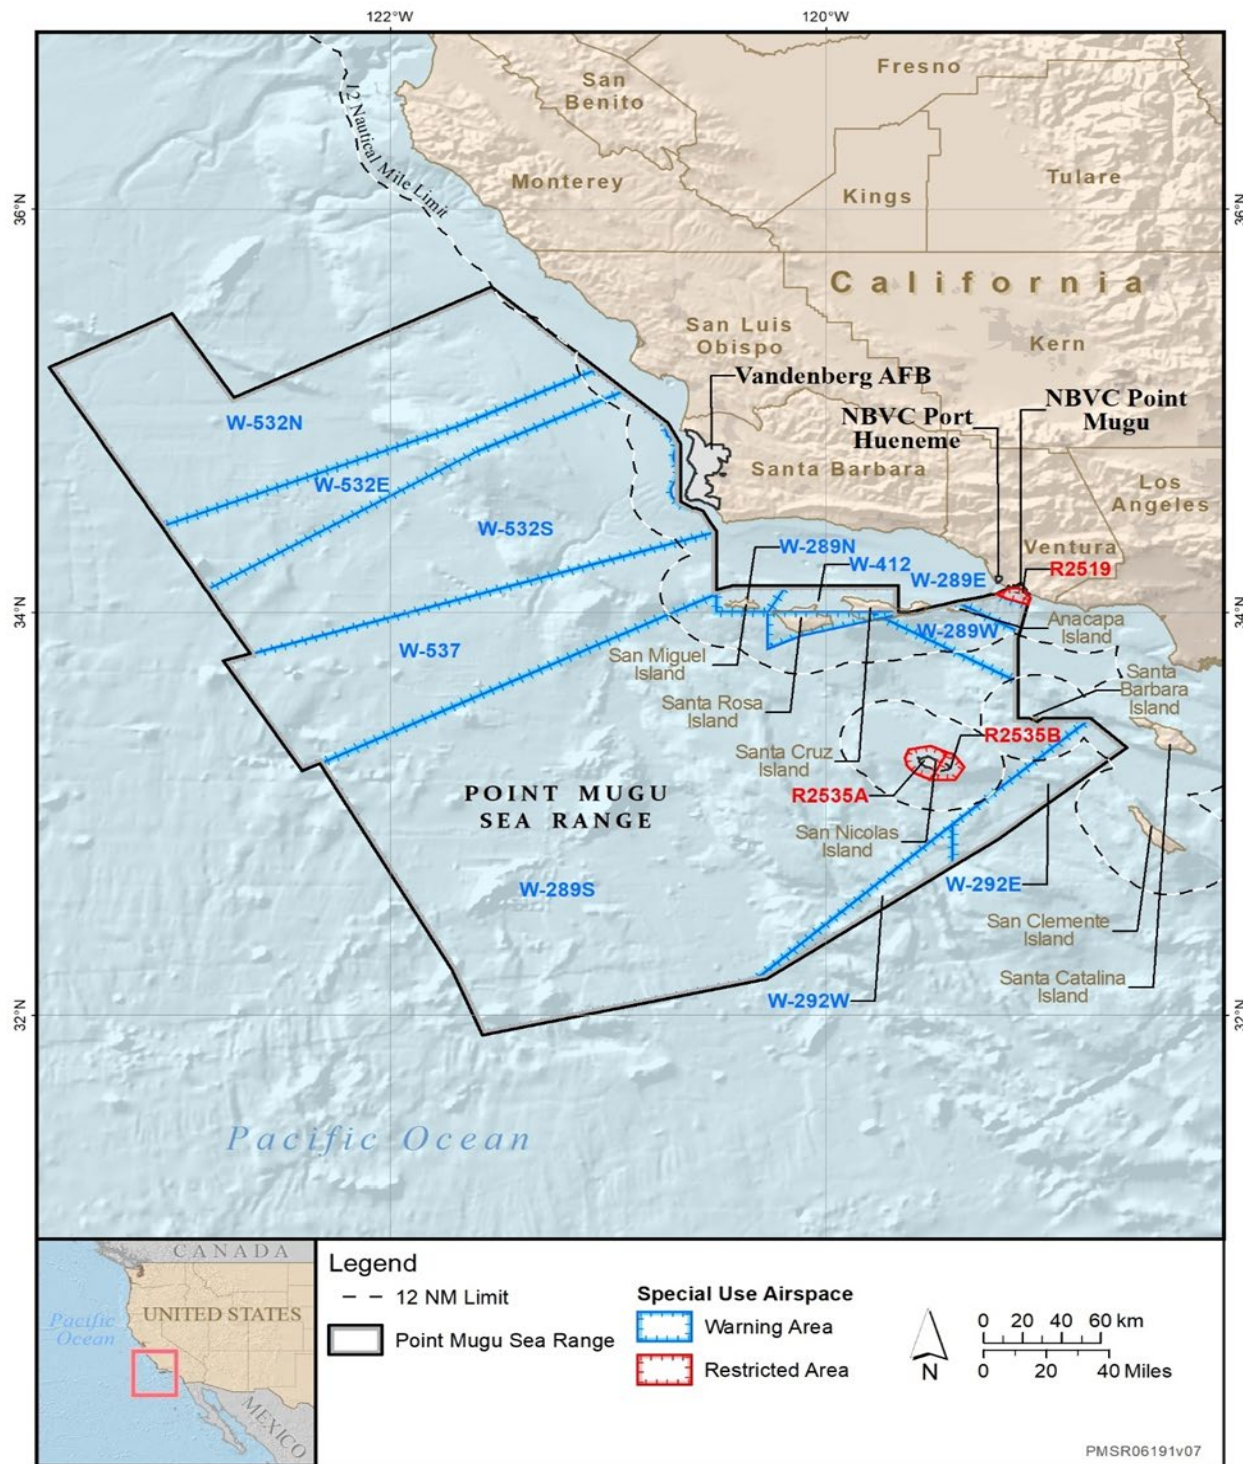 122°W
120°W
San
Benito
Fresno
12 Nautical Mile Limit
Monterey
Kings
Tulare
36°N
36°N
California
San Luis
Obispo
Kern
Vandenberg AFB
NBVC Port
Hueneme
NBVC Point
Mugu
W-532N
Santa Barbara
Los
Angeles
W-532E
W-532S
Ventura
W-289N
W-412
W-289E
R2519
34°N
34°N
Anacapa
Island
W-289W
W-537
San Miguel
Island
Santa
Barbara
Island
Santa Rosa
Island
Santa Cruz
Island
R2535B
POINT MUGU
SEA RANGE
R2535A
San Nicolas
Island
W-289S
W-292E
San Clemente
Island
Santa Catalina
Island
W-292W
32°N
32°N
Pacific Ocean
CANADA
Pacific
Ocean
UNITED STATES
MEXICO
Legend
12 NM Limit
Point Mugu Sea Range
Special Use Airspace
Warning Area
Restricted Area
N
0 20 40 60 km
0 20 40 Miles
PMSR06191v07